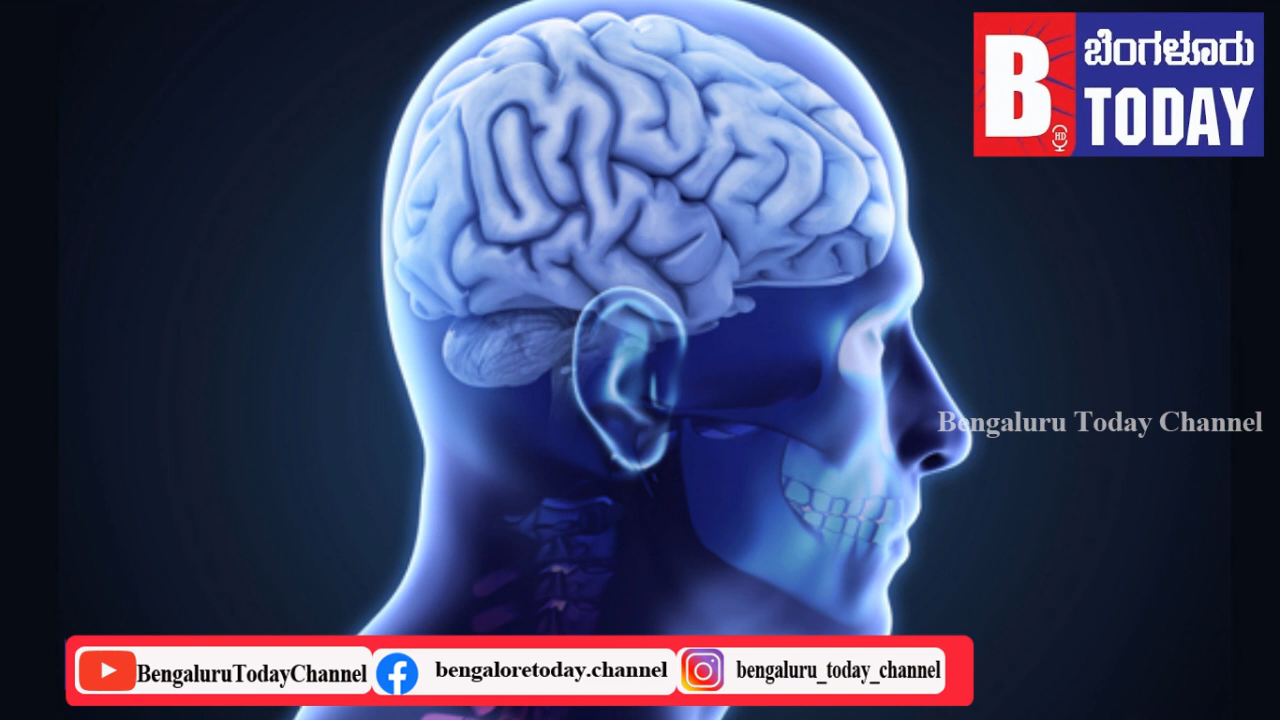 B
HD
ಬೆಂಗಳೂರು
TODAY
Bengaluru Today Channel
BengaluruTodayChannel
bengaloretoday.channel
bengaluru_today_channel